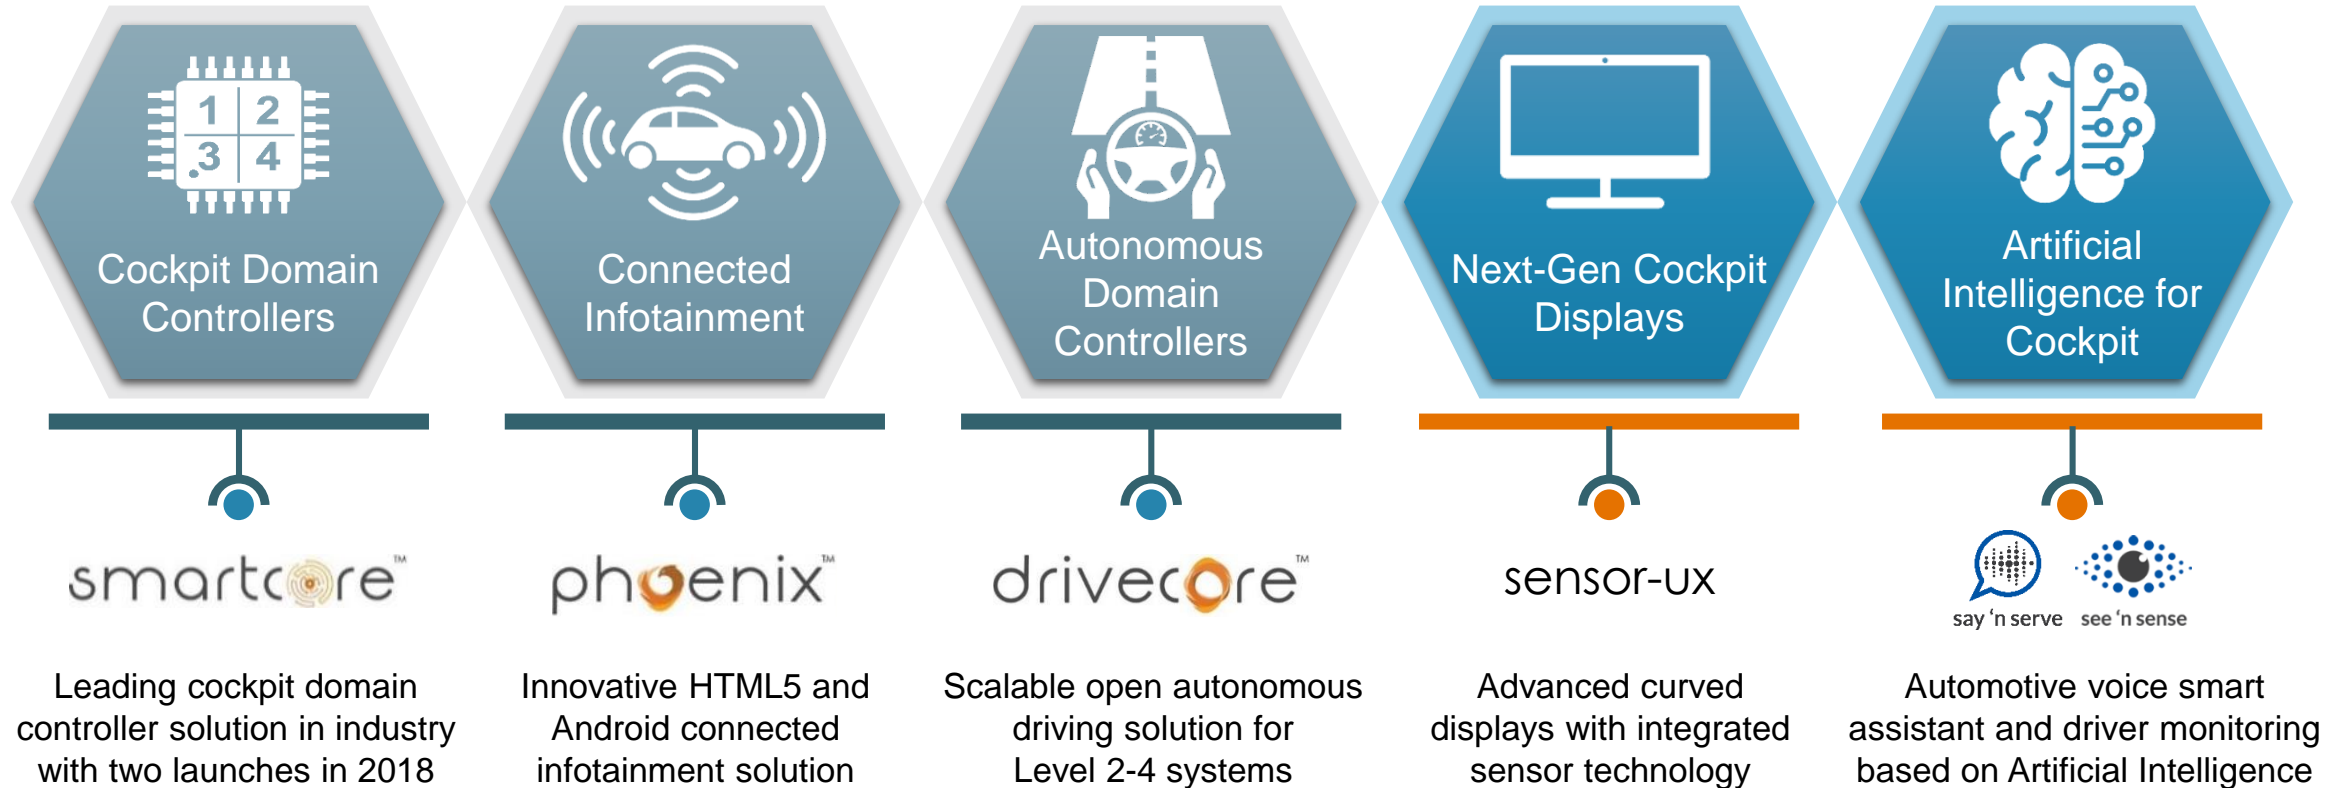 1 2
.3 4
Cockpit Domain
Controllers
smartcore™
Leading cockpit domain
controller solution in industry
with two launches in 2018
Connected
Infotainment
phoenix™
Innovative HTML5 and
Android connected
infotainment solution
Autonomous
Domain
Controllers
drivecore™
Scalable open autonomous
driving solution for
Level 2-4 systems
Next-Gen Cockpit
Displays
sensor-ux
Advanced curved
displays with integrated
sensor technology
Artificial
Intelligence for
Cockpit
say ‘n serve
see ‘n sense
Automotive voice smart
assistant and driver monitoring
based on Artificial Intelligence